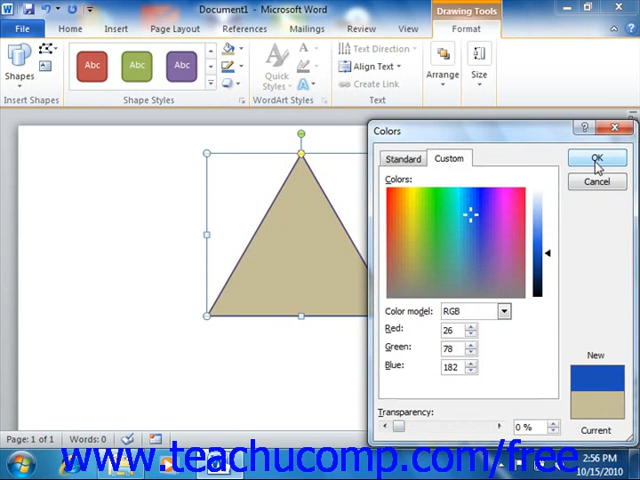 Document1 - Microsoft Word
Drawing Tools
File Home Insert Page Layout References Mailings Review View Format
Shapes
Abc Abc Abc
Quick Styles
Text Direction
Align Text
Create Link
Arrange
Size
Insert Shapes Shape Styles WordArt Styles Text
Colors
Standard Custom
OK
Cancel
Colors:
Color model: RGB
Red: 26
Green: 78
Blue: 182
New
Current
Transparency:
0 %
Page: 1 of 1 Words: 0
www.teachucomp.com/free
2:56 PM
10/15/2010